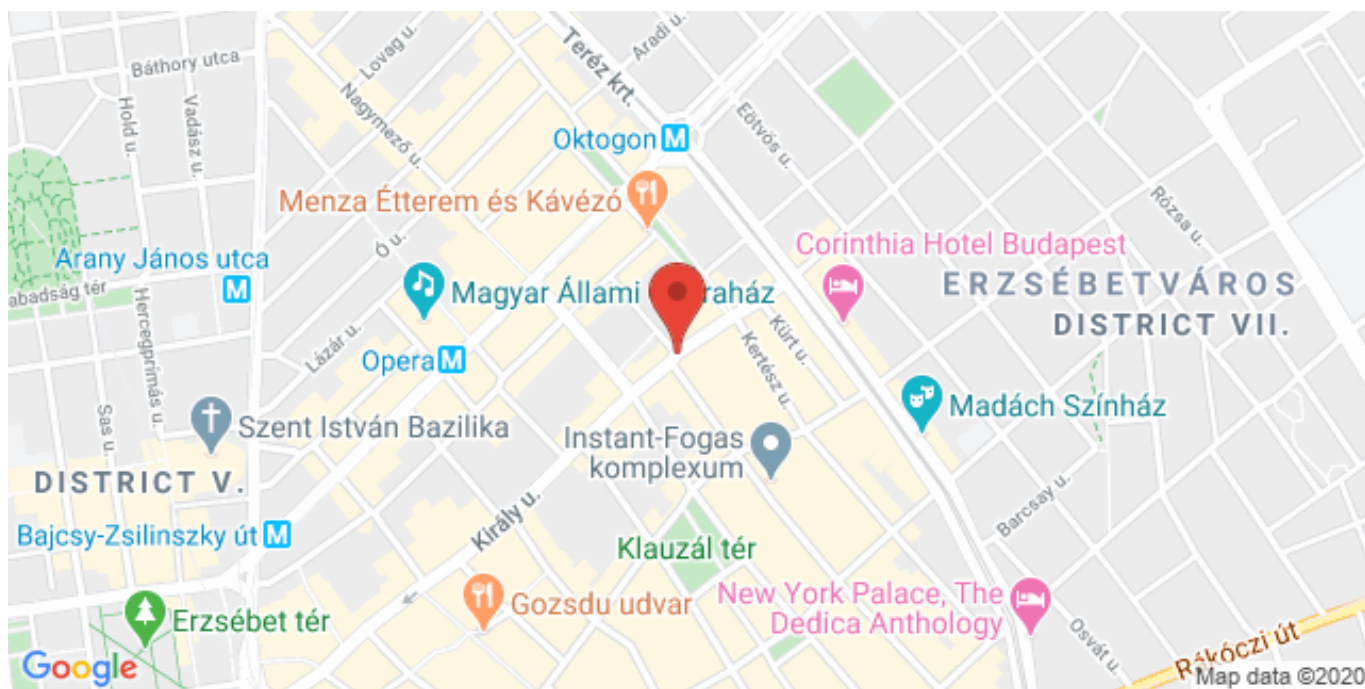 Báthory utca
Lovag u.
Teréz krt.
Aradi u.
Hold u.
Vadász u.
Nagymező u.
Oktogon M
Eötvös u.
Menza Étterem és Kávézó
Rózsa u.
Ó u.
Arany János utca
M
Corinthia Hotel Budapest
abadság tér
Hercegprímás u.
Magyar Állami
raház
ERZSÉBETVÁROS
DISTRICT VII.
Lázár u.
Opera M
Kürt u.
Kertész u.
Sas u.
Szent István Bazilika
Madách Színház
Instant-Fogas
komplexum
DISTRICT V.
Bajcsy-Zsilinszky út M
Király u.
Barcsay u.
Klauzál tér
Gozsdu udvar
New York Palace, The
Dedica Anthology
Erzsébet tér
Osvát u.
Rákóczi út
Google
Map data ©2020